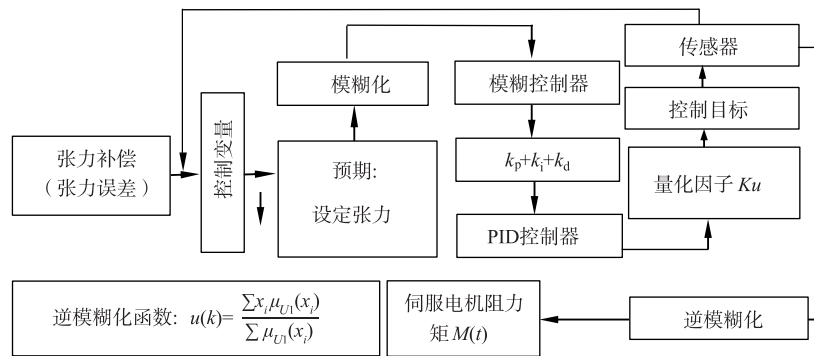 传感器
模糊化
模糊控制器
控制目标
张力补偿
（张力误差）
控制变量
预期:
设定张力
kp+ki+kd
量化因子 Ku
PID控制器
逆模糊化函数: u(k)= ∑xiμU1(xi) / ∑ μU1(xi)
伺服电机阻力
矩 M(t)
逆模糊化